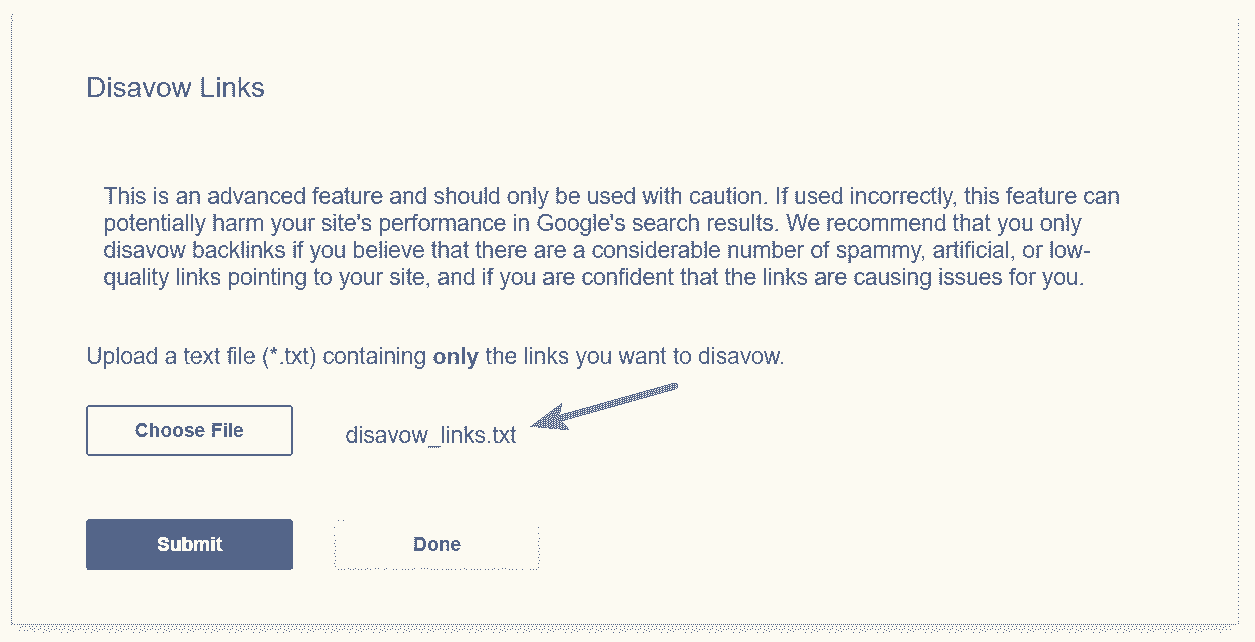 Disavow Links
This is an advanced feature and should only be used with caution. If used incorrectly, this feature can
potentially harm your site's performance in Google's search results. We recommend that you only
disavow backlinks if you believe that there are a considerable number of spammy, artificial, or low-
quality links pointing to your site, and if you are confident that the links are causing issues for you.
Upload a text file (*.txt) containing only the links you want to disavow.
Choose File disavow_links.txt
Submit Done